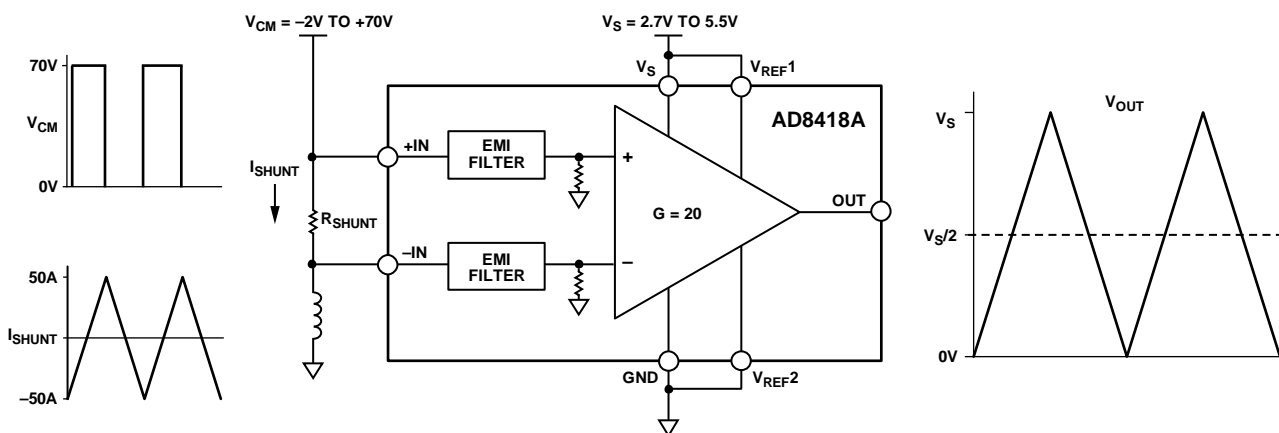 VCM = –2V TO +70V
VS = 2.7V TO 5.5V
70V
VCM
0V
ISHUNT
50A
ISHUNT
–50A
RSHUNT
VS
VREF1
AD8418A
+IN
EMI
FILTER
+
G = 20
OUT
–IN
EMI
FILTER
–
GND
VREF2
VOUT
VS
VS/2
0V